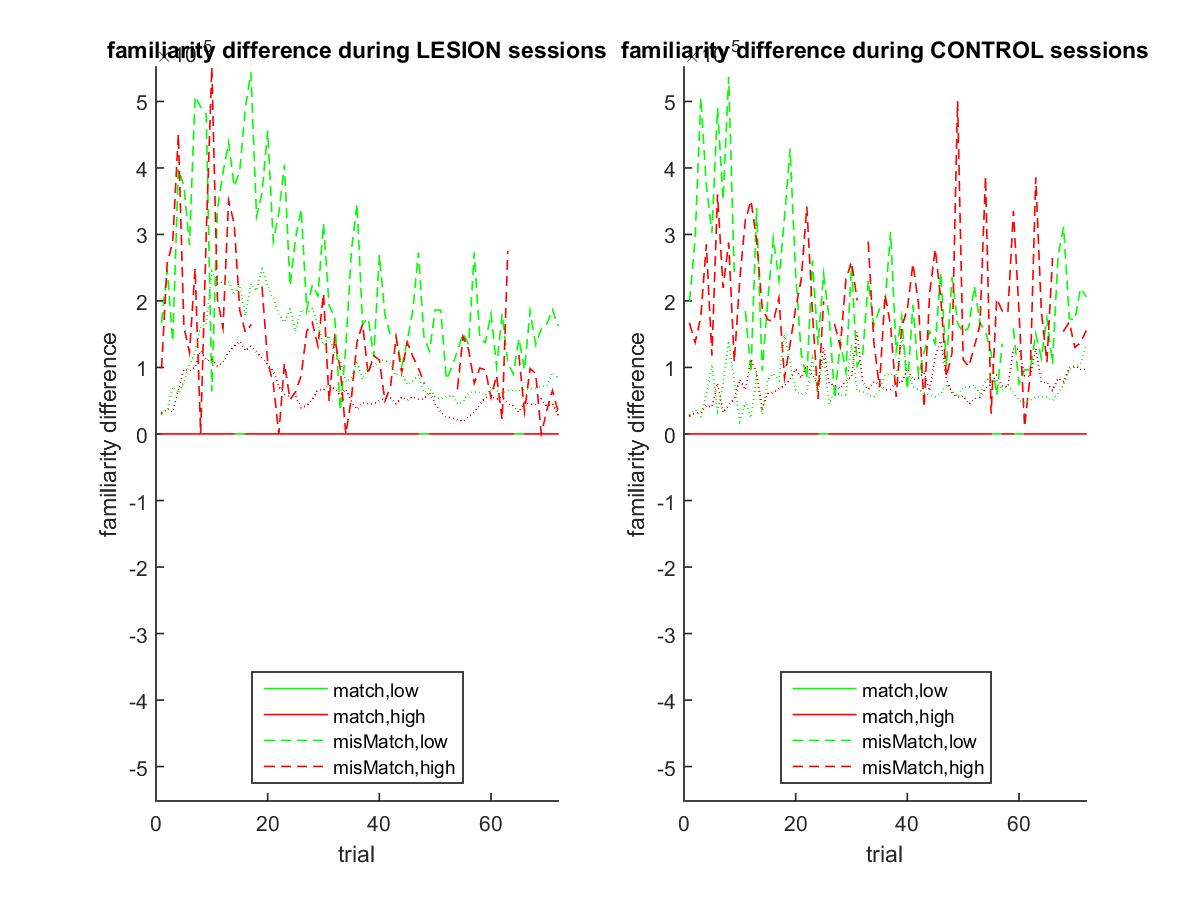 familiarity difference during LESION sessions
familiarity difference during CONTROL sessions
5
4
3
2
1
0
-1
-2
-3
-4
-5
familiarity difference
match,low
match,high
misMatch,low
misMatch,high
0 20 40 60
trial
5
4
3
2
1
0
-1
-2
-3
-4
-5
familiarity difference
match,low
match,high
misMatch,low
misMatch,high
0 20 40 60
trial